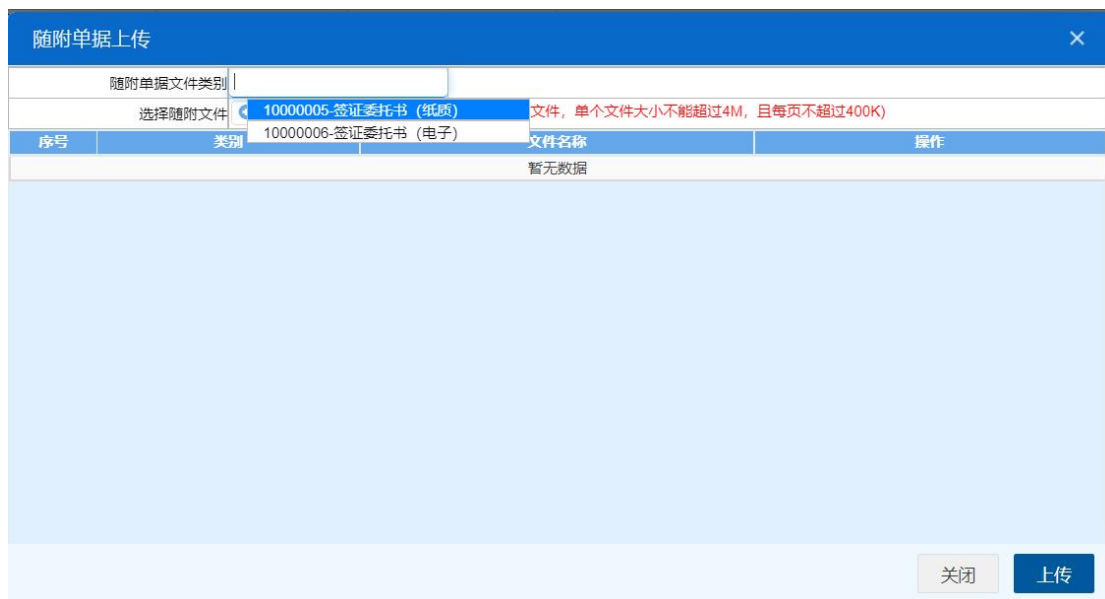 随附单据上传
随附单据文件类别
选择随附文件 文件，单个文件大小不能超过4M，且每页不超过400K)
10000005-签证委托书（纸质）
10000006-签证委托书（电子）
序号 类别 文件名称 操作
暂无数据
关闭 上传